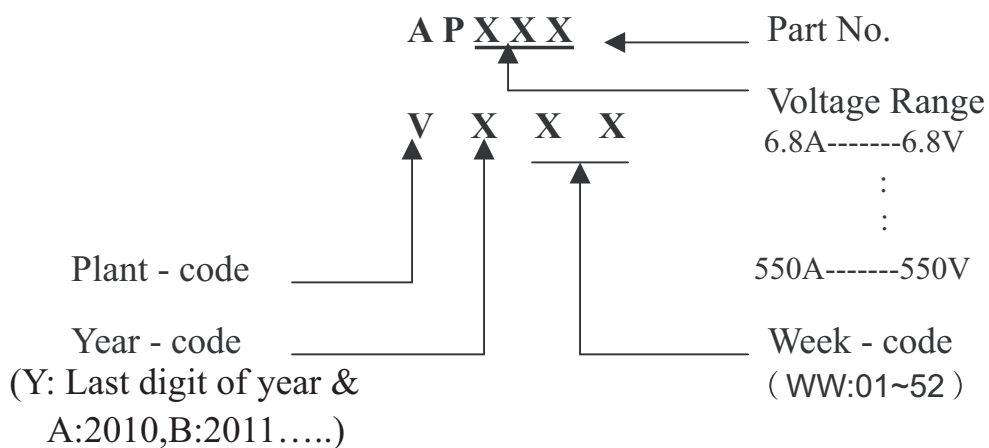 A P X X X
Part No.
Voltage Range
V X X X
6.8A-------6.8V
:
:
550A-------550V
Plant - code
Year - code
(Y: Last digit of year &
A:2010,B:2011…..)
Week - code
（WW:01~52）